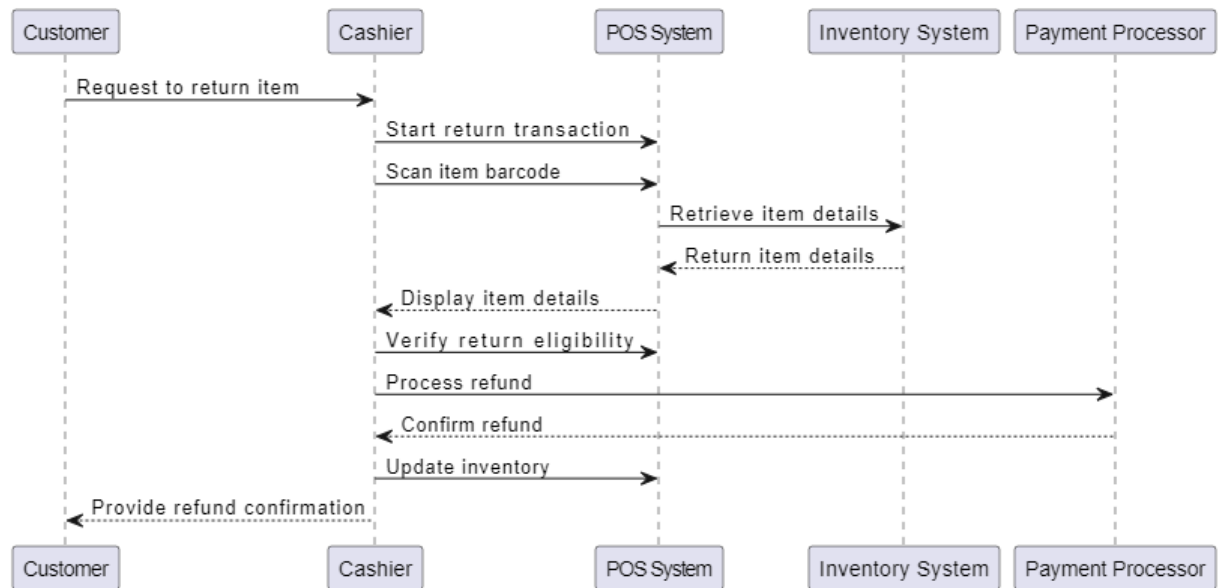 Customer
Cashier
POS System
Inventory System
Payment Processor
Request to return item
Start return transaction
Scan item barcode
Retrieve item details
Return item details
Display item details
Verify return eligibility
Process refund
Confirm refund
Update inventory
Provide refund confirmation
Customer
Cashier
POS System
Inventory System
Payment Processor